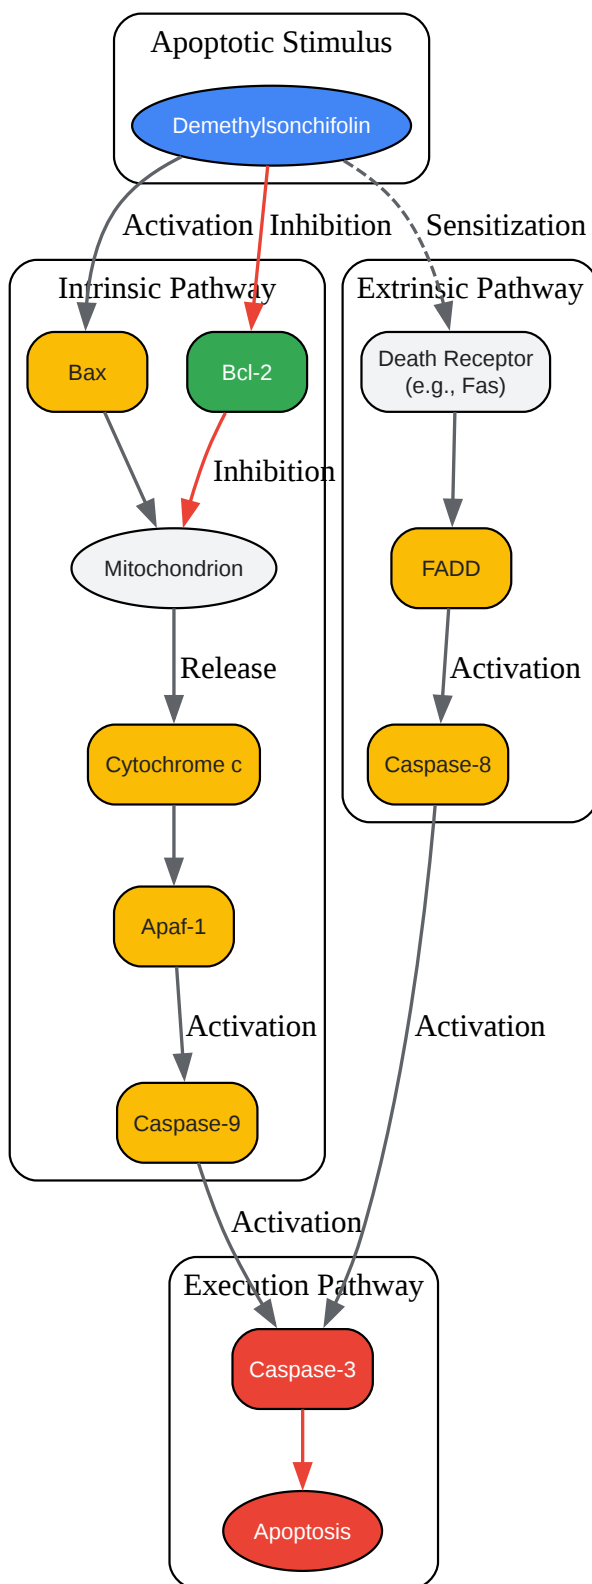 Apoptotic Stimulus
Demethylsonchifolin
Activation
Inhibition
Sensitization
Intrinsic Pathway
Extrinsic Pathway
Bax
Bcl-2
Death Receptor
(e.g., Fas)
Inhibition
Mitochondrion
FADD
Release
Activation
Cytochrome c
Caspase-8
Apaf-1
Activation
Activation
Caspase-9
Activation
Execution Pathway
Caspase-3
Apoptosis